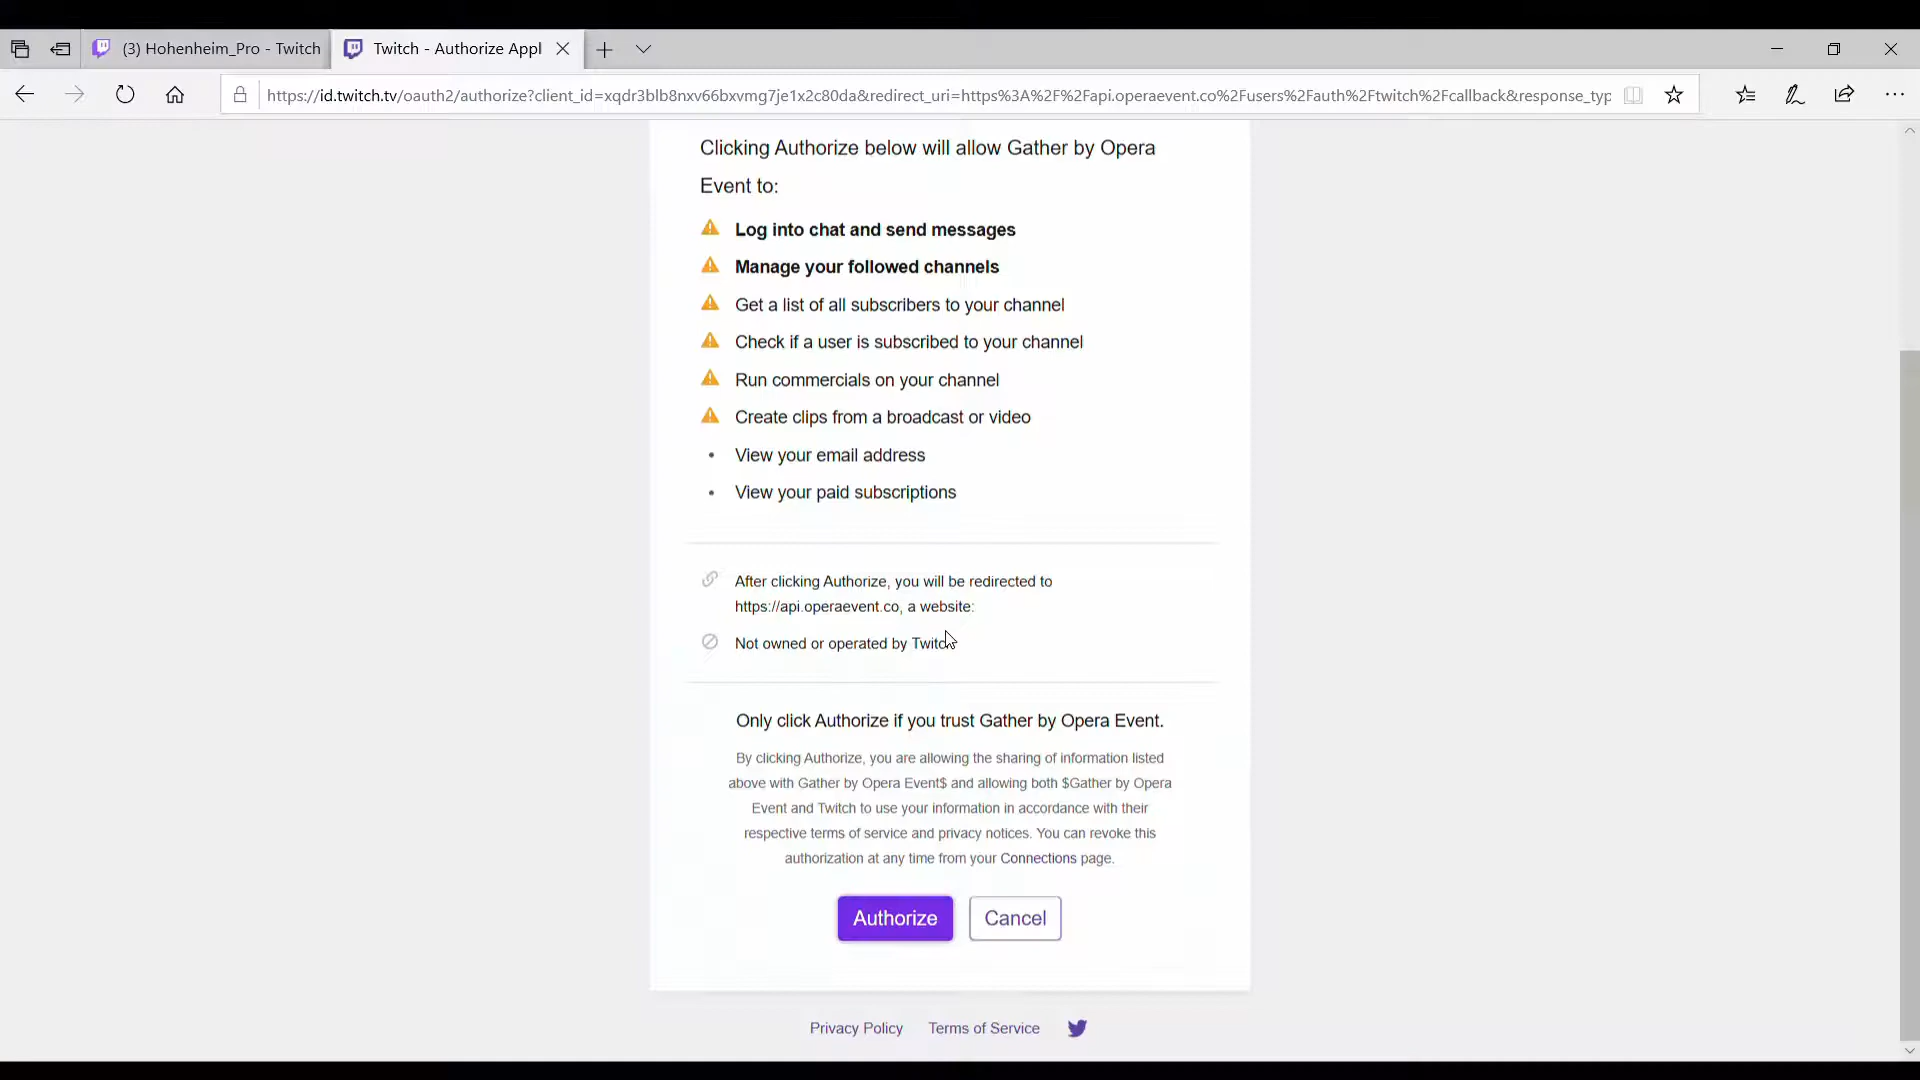 (3) Hohenheim_Pro - Twitch
Twitch - Authorize Appl
https://id.twitch.tv/oauth2/authorize?client_id=xqdr3blb8nxv66bxvmg7je1x2c80da&redirect_uri=https%3A%2F%2Fapi.operaevent.co%2Fusers%2Fauth%2Ftwitch%2Fcallback&response_typ
Clicking Authorize below will allow Gather by Opera
Event to:
Log into chat and send messages
Manage your followed channels
Get a list of all subscribers to your channel
Check if a user is subscribed to your channel
Run commercials on your channel
Create clips from a broadcast or video
• View your email address
• View your paid subscriptions
After clicking Authorize, you will be redirected to
https://api.operaevent.co, a website:
Not owned or operated by Twitch
Only click Authorize if you trust Gather by Opera Event.
By clicking Authorize, you are allowing the sharing of information listed
above with Gather by Opera Event$ and allowing both $Gather by Opera
Event and Twitch to use your information in accordance with their
respective terms of service and privacy notices. You can revoke this
authorization at any time from your Connections page.
Authorize
Cancel
Privacy Policy
Terms of Service